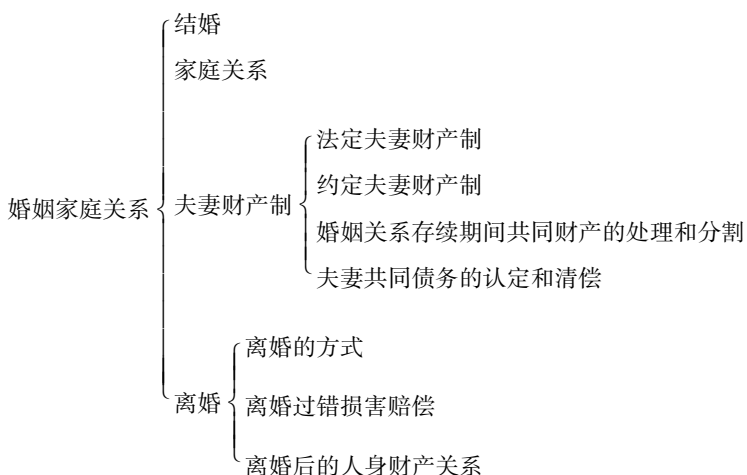 结婚
家庭关系
法定夫妻财产制
约定夫妻财产制
婚姻家庭关系
夫妻财产制
婚姻关系存续期间共同财产的处理和分割
夫妻共同债务的认定和清偿
离婚的方式
离婚
离婚过错损害赔偿
离婚后的人身财产关系